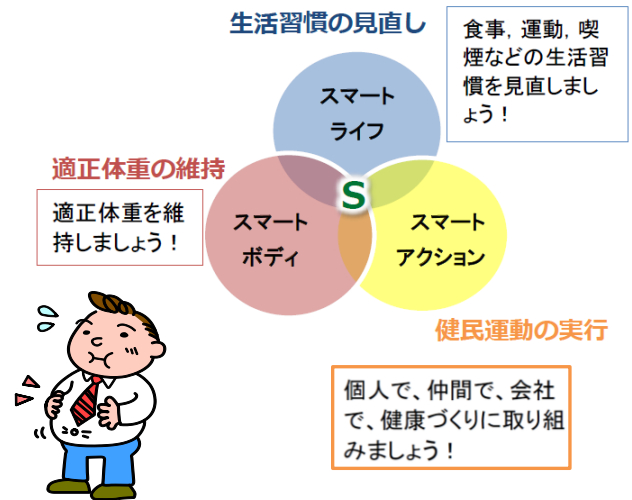 生活習慣の見直し
食事，運動，喫
煙などの生活習
慣を見直しまし
ょう！
スマート
ライフ
適正体重の維持
適正体重を維
持しましょう！
S
スマート
ボディ
スマート
アクション
健民運動の実行
個人で、仲間で、会社
で、健康づくりに取り組
みましょう！